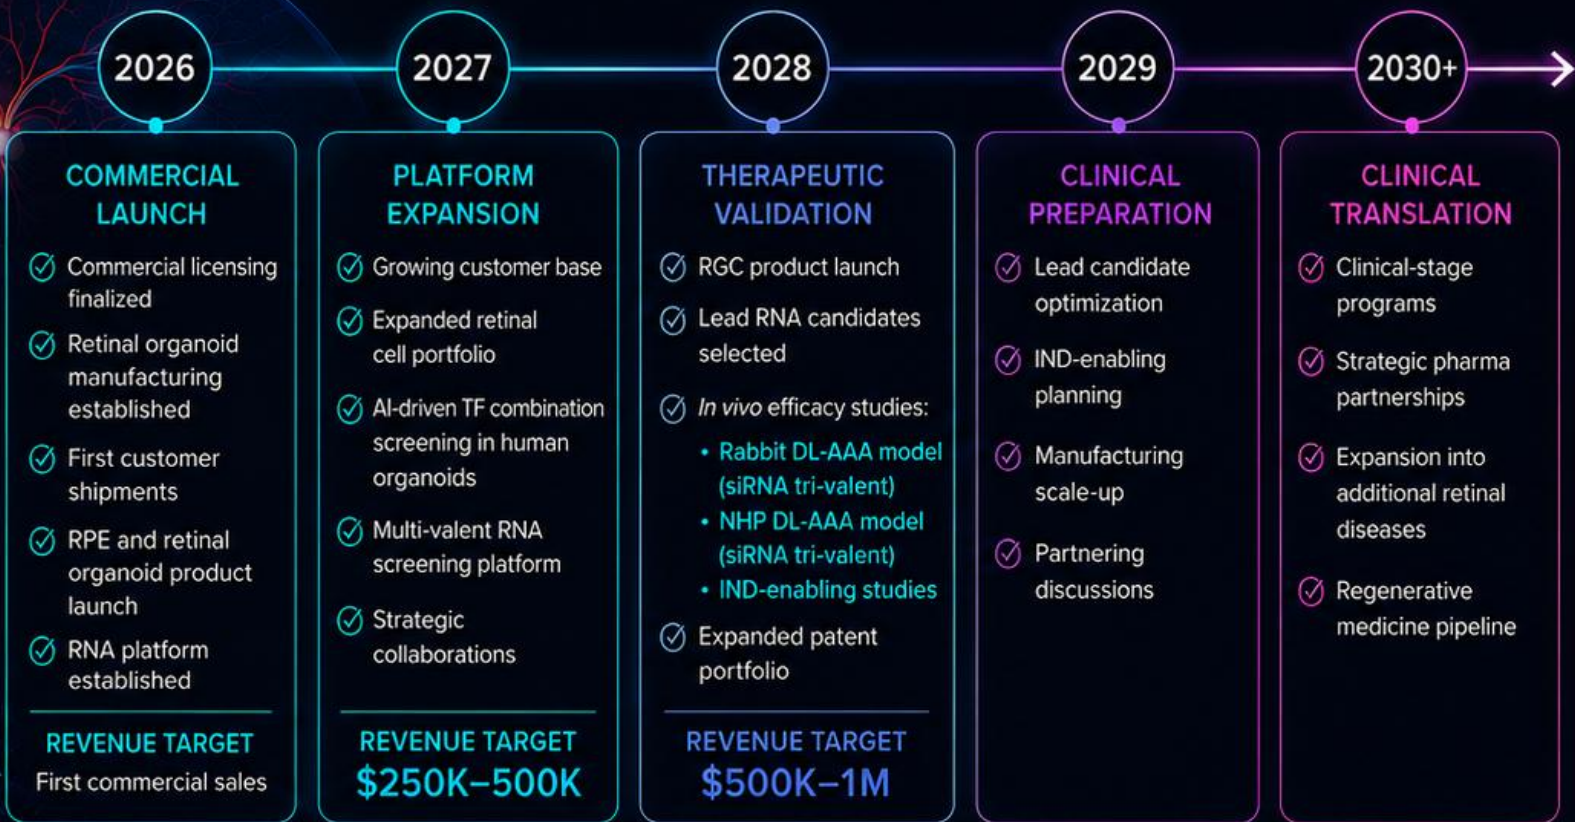 2026
2027
2028
2029
2030+
COMMERCIAL
LAUNCH
Commercial licensing
finalized
Retinal organoid
manufacturing
established
First customer
shipments
RPE and retinal
organoid product
launch
RNA platform
established
REVENUE TARGET
First commercial sales
PLATFORM
EXPANSION
Growing customer base
Expanded retinal
cell portfolio
AI-driven TF combination
screening in human
organoids
Multi-valent RNA
screening platform
Strategic
collaborations
REVENUE TARGET
$250K–500K
THERAPEUTIC
VALIDATION
RGC product launch
Lead RNA candidates
selected
In vivo efficacy studies:
• Rabbit DL-AAA model
(siRNA tri-valent)
• NHP DL-AAA model
(siRNA tri-valent)
• IND-enabling studies
Expanded patent
portfolio
REVENUE TARGET
$500K–1M
CLINICAL
PREPARATION
Lead candidate
optimization
IND-enabling
planning
Manufacturing
scale-up
Partnering
discussions
CLINICAL
TRANSLATION
Clinical-stage
programs
Strategic pharma
partnerships
Expansion into
additional retinal
diseases
Regenerative
medicine pipeline